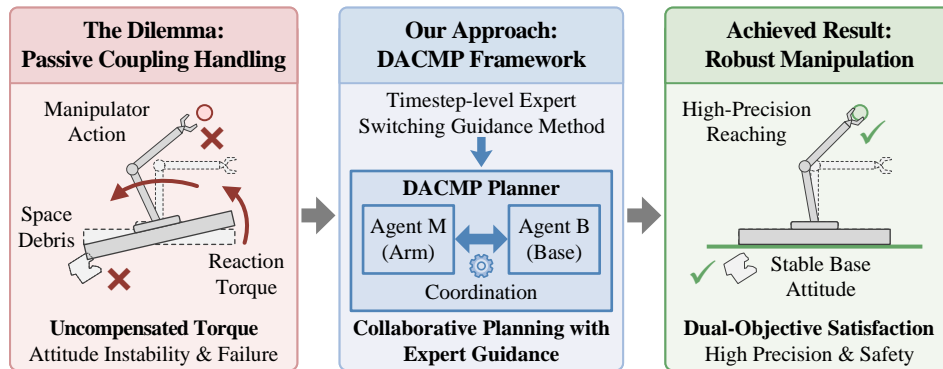 The Dilemma:
Passive Coupling Handling
Manipulator
Action
Space
Debris
Reaction
Torque
Uncompensated Torque
Attitude Instability & Failure
Our Approach:
DACMP Framework
Timestep-level Expert
Switching Guidance Method
DACMP Planner
Agent M
(Arm)
Agent B
(Base)
Coordination
Collaborative Planning with
Expert Guidance
Achieved Result:
Robust Manipulation
High-Precision
Reaching
Stable Base
Attitude
Dual-Objective Satisfaction
High Precision & Safety